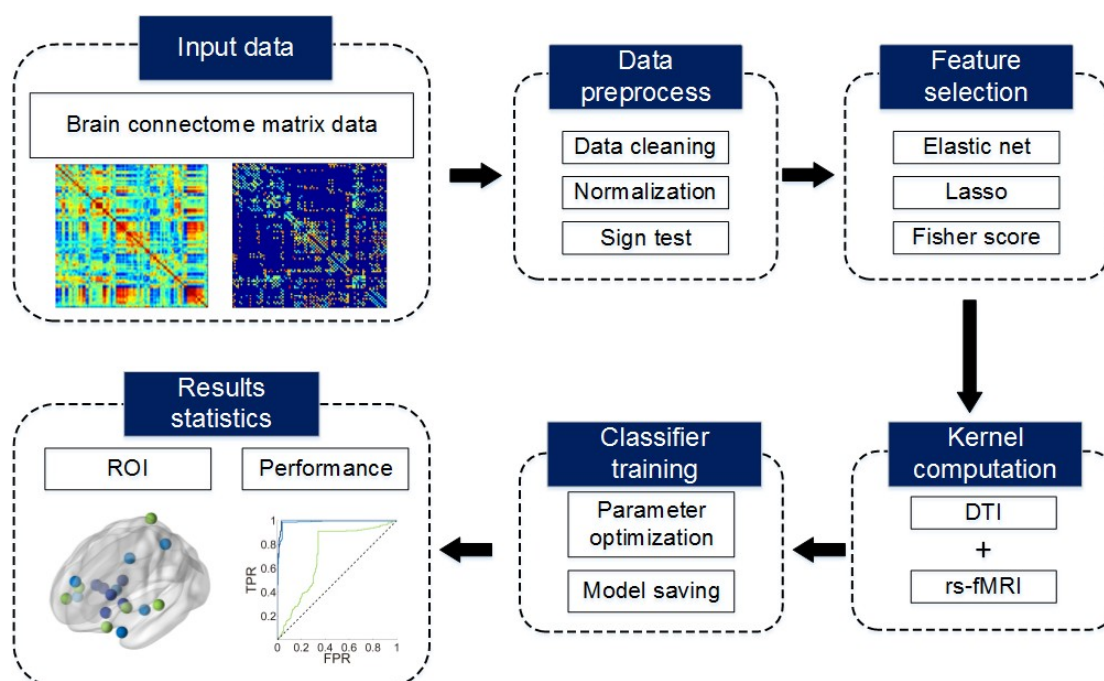 Input data
Brain connectome matrix data
Data
preprocess
Data cleaning
Normalization
Sign test
Feature
selection
Elastic net
Lasso
Fisher score
Kernel
computation
DTI
+
rs-fMRI
Classifier
training
Parameter
optimization
Model saving
Results
statistics
ROI
Performance
1
0.8
0.6
0.4
0.2
TPR
0 0.2 0.4 0.6 0.8 1
FPR